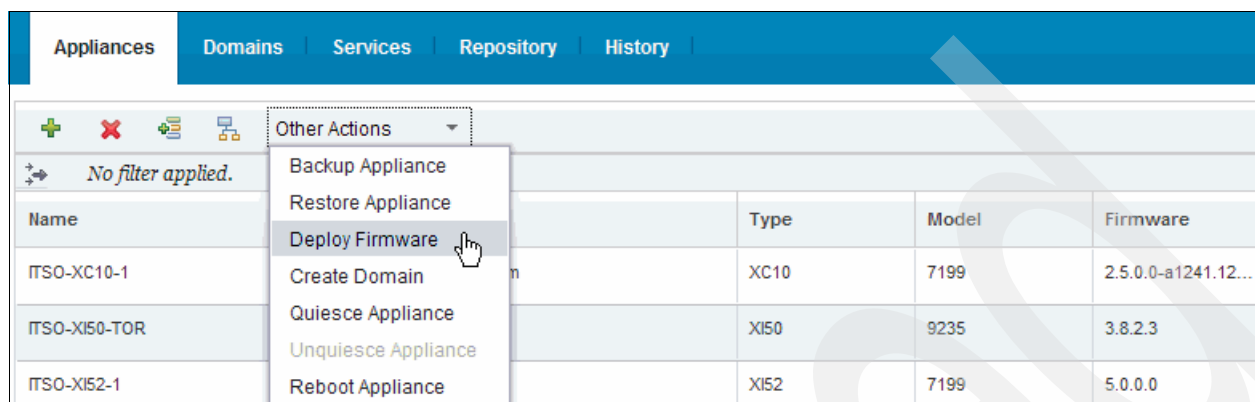 Appliances Domains Services Repository History
Other Actions
No filter applied.
Backup Appliance
Restore Appliance
Deploy Firmware
Create Domain
Quiesce Appliance
Unquiesce Appliance
Reboot Appliance
Name Type Model Firmware
ITSO-XC10-1 XC10 7199 2.5.0.0-a1241.12...
ITSO-XI50-TOR XI50 9235 3.8.2.3
ITSO-XI52-1 XI52 7199 5.0.0.0